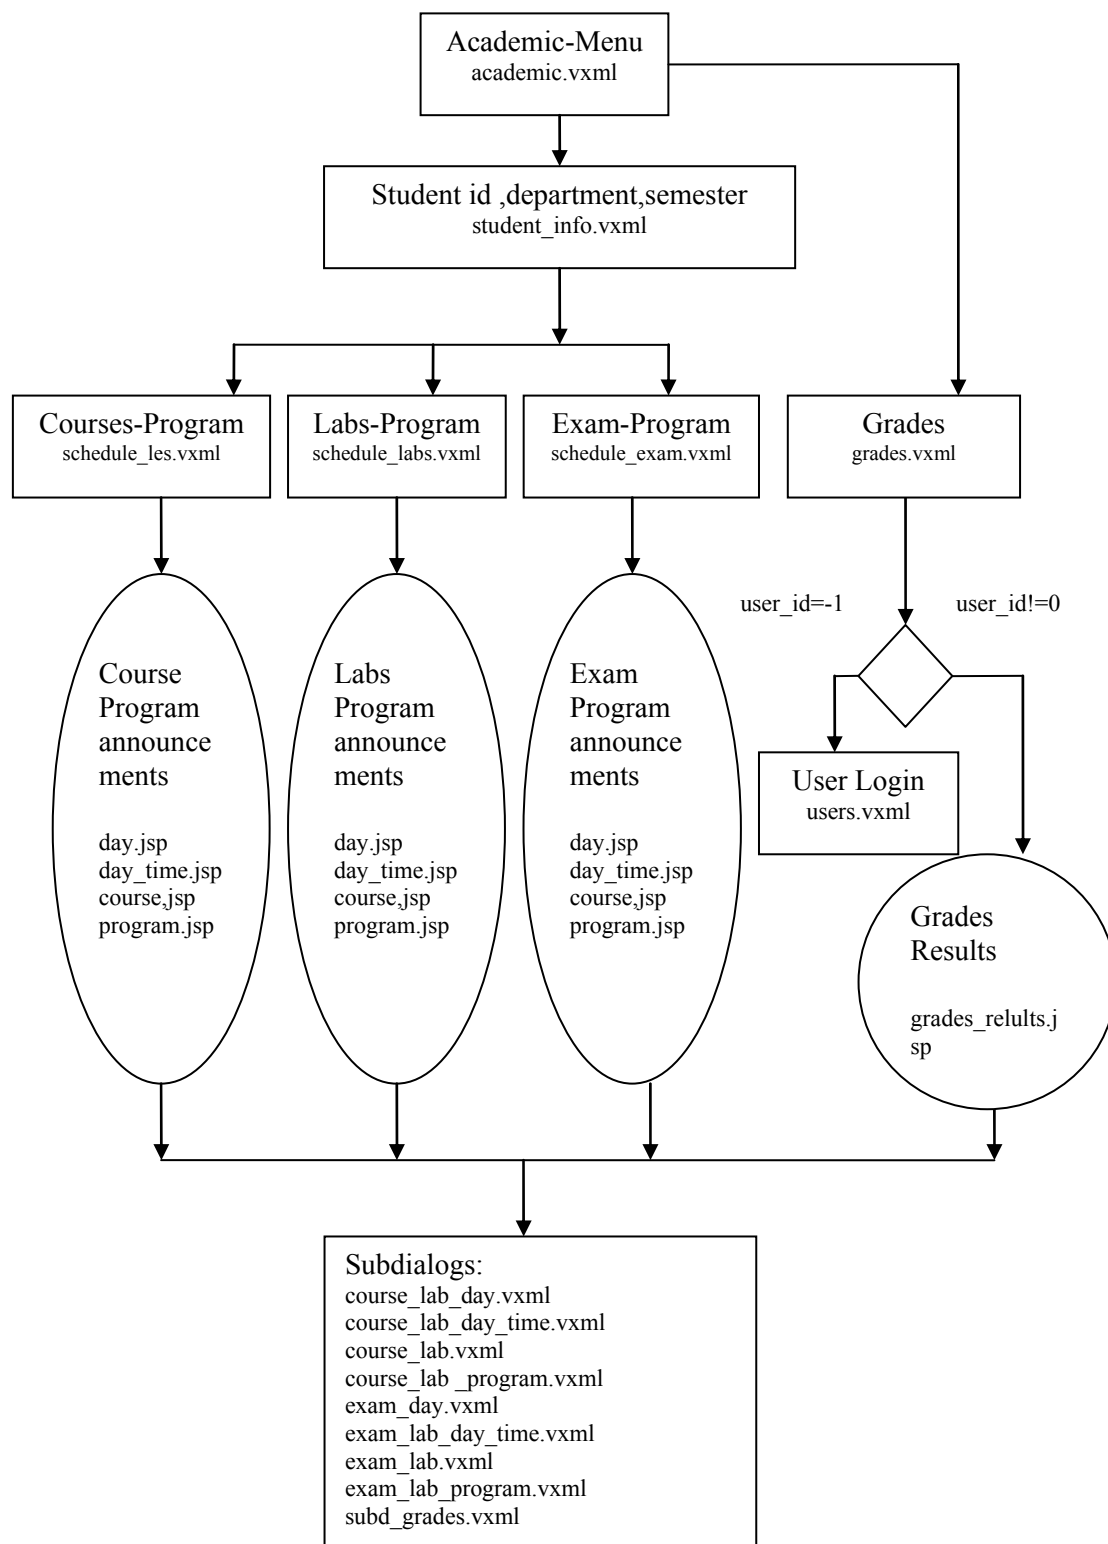 Academic-Menu
academic.vxml
Student id ,department,semester
student_info.vxml
Courses-Program
schedule_les.vxml
Labs-Program
schedule_labs.vxml
Exam-Program
schedule_exam.vxml
Grades
grades.vxml
user_id=-1
user_id!=0
Course
Program
announce
ments
day.jsp
day_time.jsp
course,jsp
program.jsp
Labs
Program
announce
ments
day.jsp
day_time.jsp
course,jsp
program.jsp
Exam
Program
announce
ments
day.jsp
day_time.jsp
course,jsp
program.jsp
User Login
users.vxml
Grades
Results
grades_relults.j
sp
Subdialogs:
course_lab_day.vxml
course_lab_day_time.vxml
course_lab.vxml
course_lab _program.vxml
exam_day.vxml
exam_lab_day_time.vxml
exam_lab.vxml
exam_lab_program.vxml
subd_grades.vxml